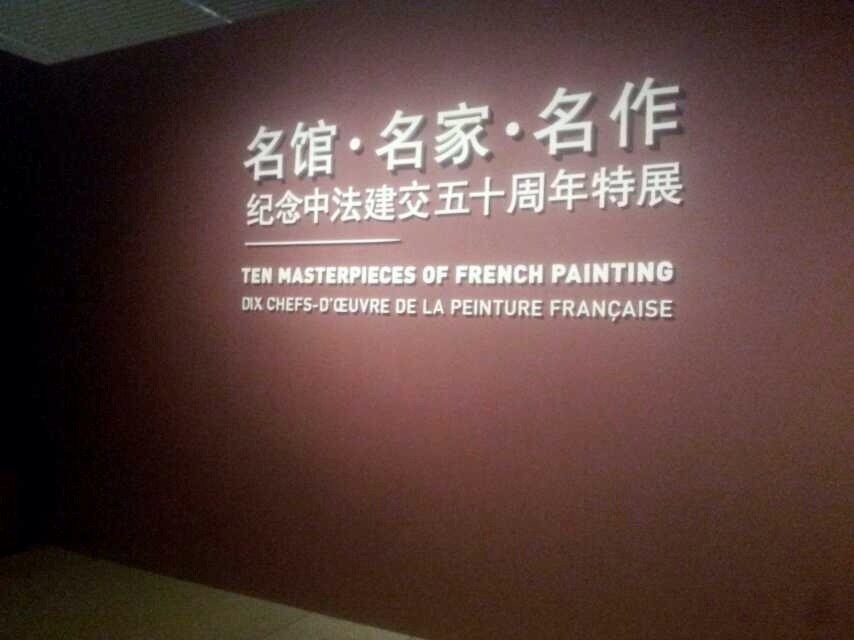 名馆·名家·名作
纪念中法建交五十周年特展
TEN MASTERPIECES OF FRENCH PAINTING
DIX CHEFS-D'ŒUVRE DE LA PEINTURE FRANÇAISE